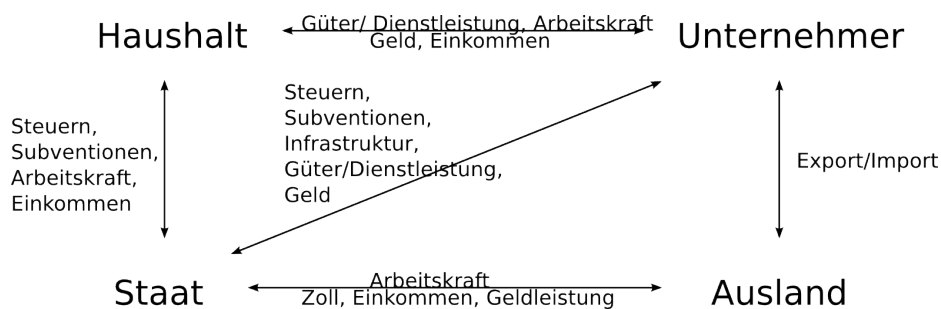 Haushalt
Güter/ Dienstleistung, Arbeitskraft
Geld, Einkommen
Unternehmer
Steuern,
Subventionen,
Arbeitskraft,
Einkommen
Steuern,
Subventionen,
Infrastruktur,
Güter/Dienstleistung,
Geld
Export/Import
Staat
Arbeitskraft
Zoll, Einkommen, Geldleistung
Ausland